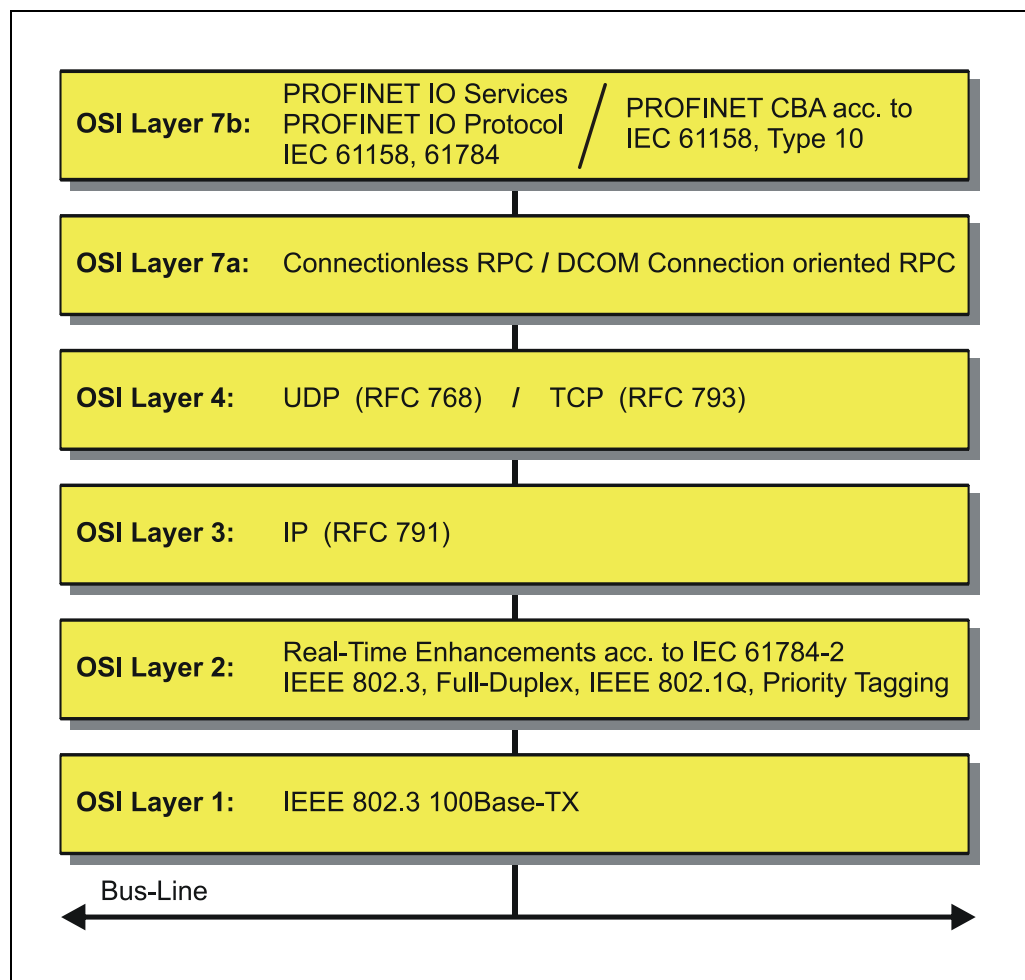 OSI Layer 7b:
PROFINET IO Services
PROFINET IO Protocol
IEC 61158, 61784
/
PROFINET CBA acc. to
IEC 61158, Type 10
OSI Layer 7a: Connectionless RPC / DCOM Connection oriented RPC
OSI Layer 4: UDP (RFC 768) / TCP (RFC 793)
OSI Layer 3: IP (RFC 791)
OSI Layer 2:
Real-Time Enhancements acc. to IEC 61784-2
IEEE 802.3, Full-Duplex, IEEE 802.1Q, Priority Tagging
OSI Layer 1: IEEE 802.3 100Base-TX
Bus-Line